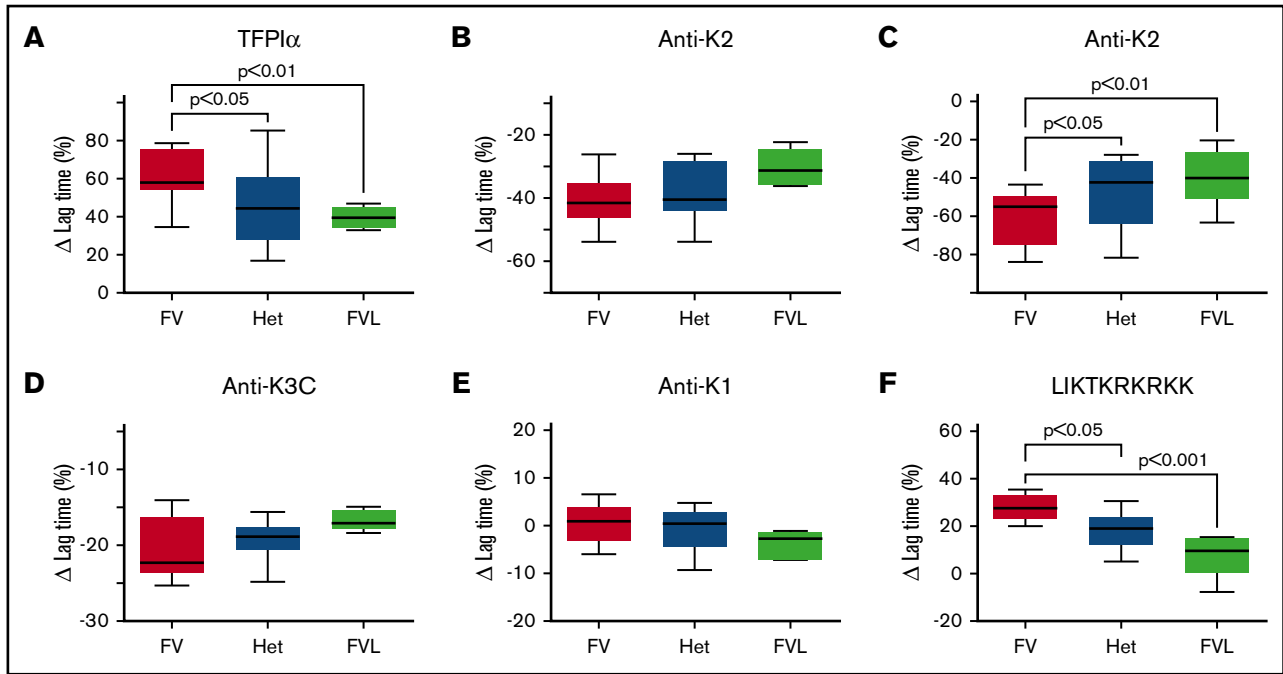 A
TFPIα
p<0.01
p<0.05
Δ Lag time (%)
80
60
40
20
0
FV Het FVL
B
Anti-K2
Δ Lag time (%)
-20
-40
-60
FV Het FVL
C
Anti-K2
p<0.01
p<0.05
Δ Lag time (%)
0
-20
-40
-60
-80
FV Het FVL
D
Anti-K3C
Δ Lag time (%)
-10
-20
-30
FV Het FVL
E
Anti-K1
Δ Lag time (%)
20
10
0
-10
-20
FV Het FVL
F
LIKTKRKRKK
p<0.05
p<0.001
Δ Lag time (%)
60
40
20
0
-20
FV Het FVL